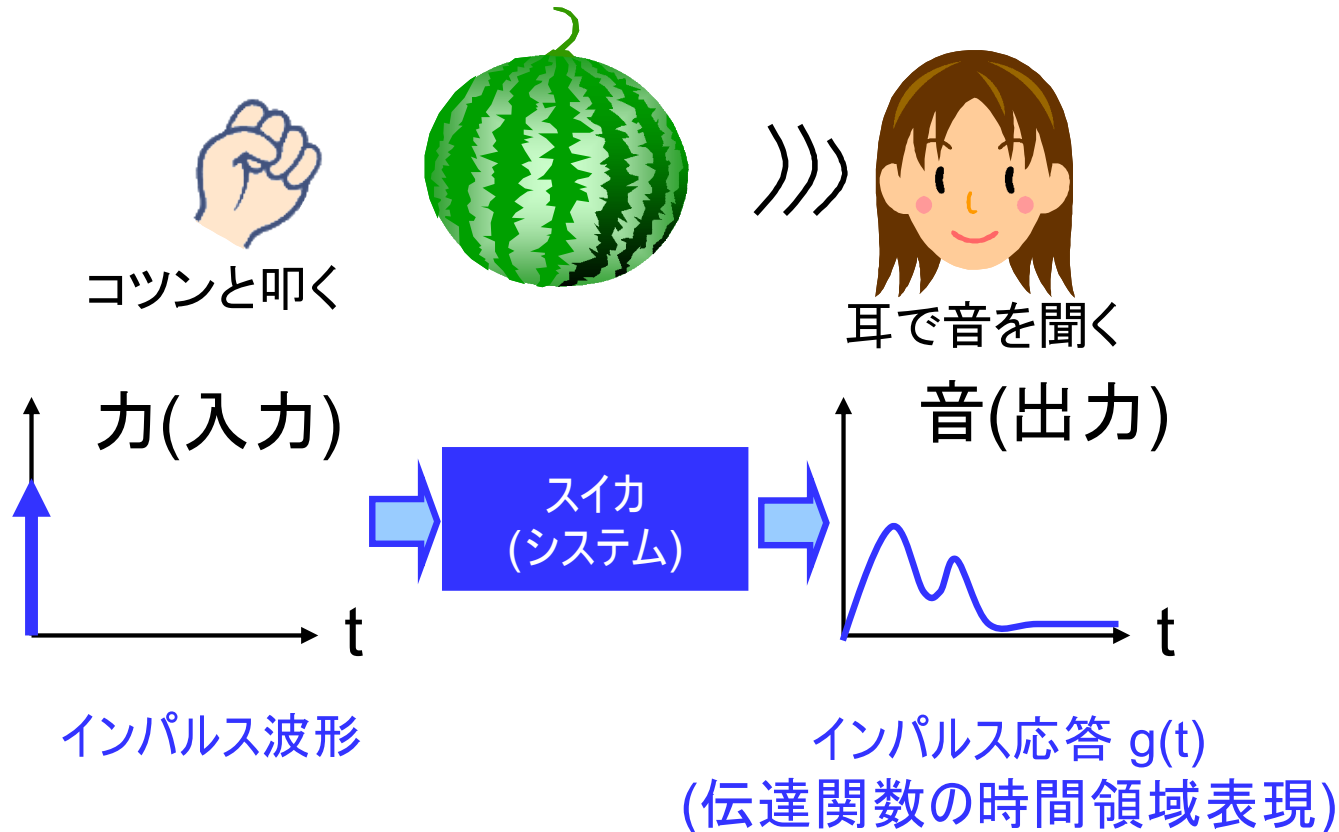 コツンと叩く
耳で音を聞く
力(入力)
音(出力)
スイカ
(システム)
t
t
インパルス波形
インパルス応答 g(t)
(伝達関数の時間領域表現)